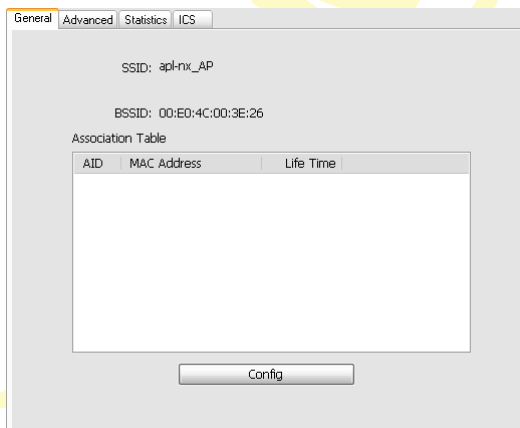 General Advanced Statistics ICS
SSID: apl-nx_AP
BSSID: 00:E0:4C:00:3E:26
Association Table
AID MAC Address Life Time
Config